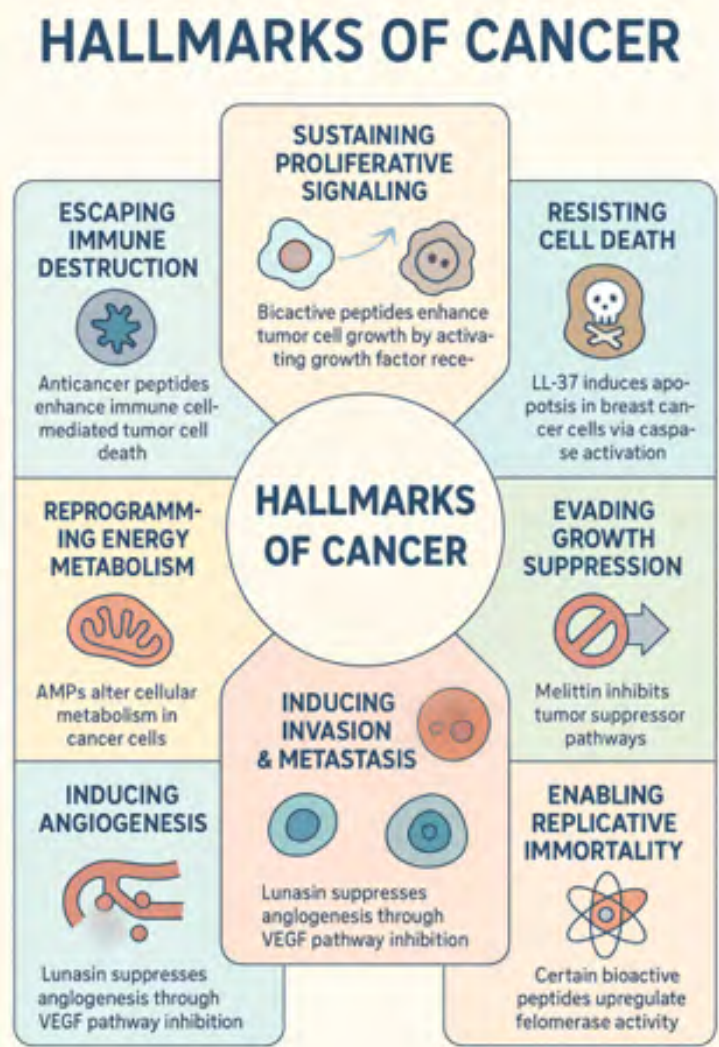 HALLMARKS OF CANCER
SUSTAINING
PROLIFERATIVE
SIGNALING
Bicactive peptides enhance
tumor cell growth by activa-
ting growth factor rece-
ESCAPING
IMMUNE
DESTRUCTION
Anticancer peptides
enhance immune cell-
mediated tumor cell
death
RESISTING
CELL DEATH
LL-37 induces apo-
potsis in breast can-
cer cells via caspa-
se activation
HALLMARKS
OF CANCER
REPROGRAMM-
ING ENERGY
METABOLISM
AMPs alter cellular
metabolism in
cancer cells
EVADING
GROWTH
SUPPRESSION
Melittin inhibits
tumor suppressor
pathways
INDUCING
INVASION
& METASTASIS
Lunasin suppresses
anglogenesis through
VEGF pathway inhibition
INDUCING
ANGIOGENESIS
Lunasin suppresses
anglogenesis through
VEGF pathway inhibition
ENABLING
REPLICATIVE
IMMORTALITY
Certain bioactive
peptides upregulate
felomerase activity